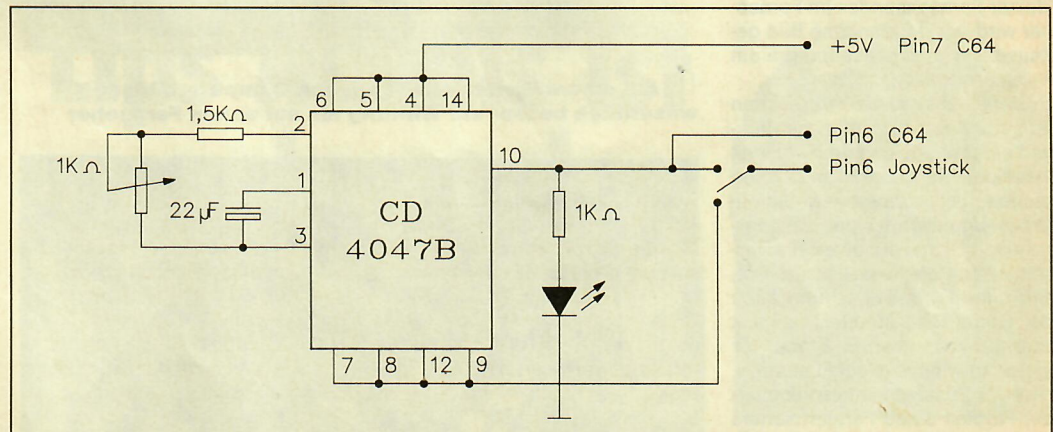 +5V Pin7 C64
6 5 4 14
1,5KΩ
2
Pin6 C64
10
Pin6 Joystick
1KΩ
1
22µF
CD
4047B
1KΩ
3
7 8 12 9